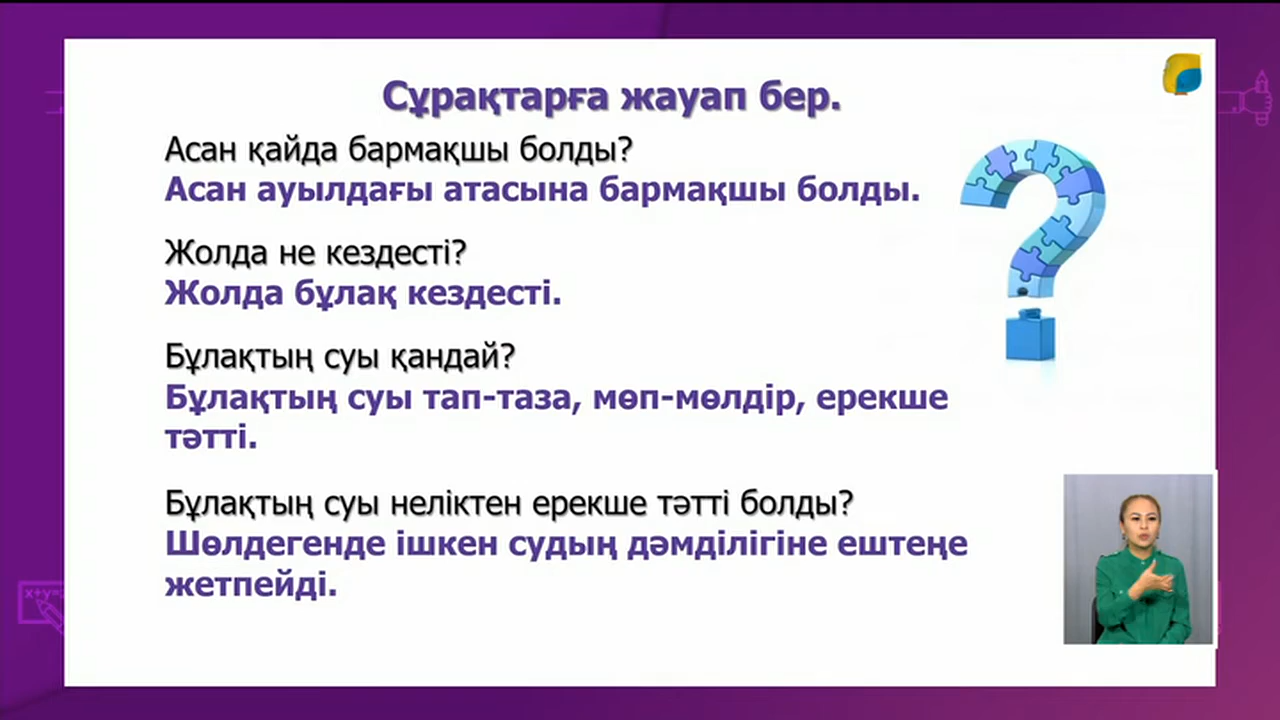 Сұрақтарға жауап бер.
Асан қайда бармақшы болды?
Асан ауылдағы атасына бармақшы болды.
Жолда не кездесті?
Жолда бұлақ кездесті.
Бұлақтың суы қандай?
Бұлақтың суы тап-таза, мөп-мөлдір, ерекше
тәтті.
Бұлақтың суы неліктен ерекше тәтті болды?
Шөлдегенде ішкен судың дәмділігіне ештеңе
жетпейді.
x+y=